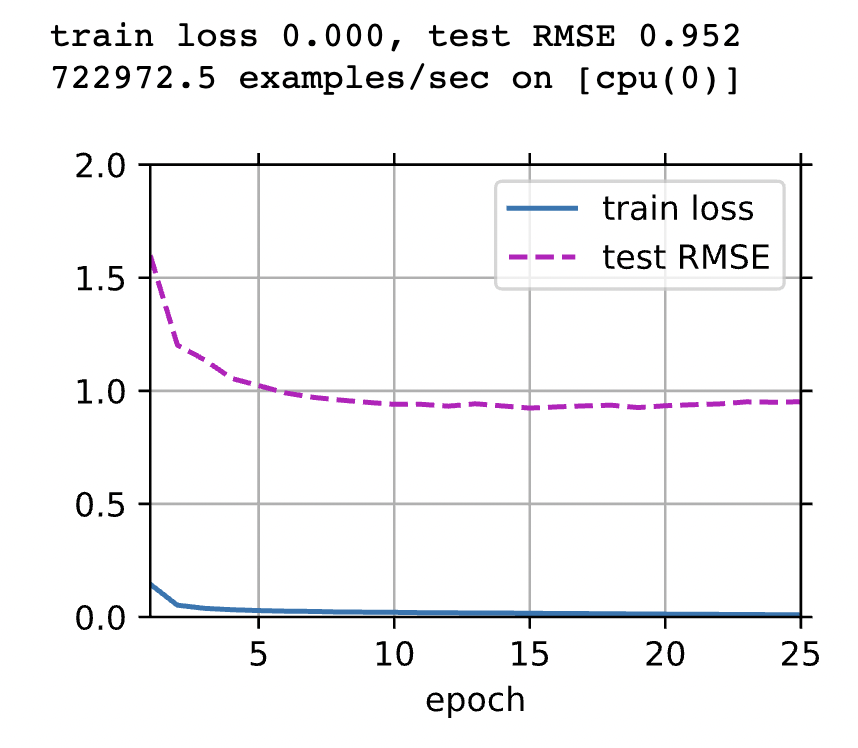 train loss 0.000, test RMSE 0.952
722972.5 examples/sec on [cpu(0)]
2.0
train loss
test RMSE
1.5
1.0
0.5
0.0
5 10 15 20 25
epoch